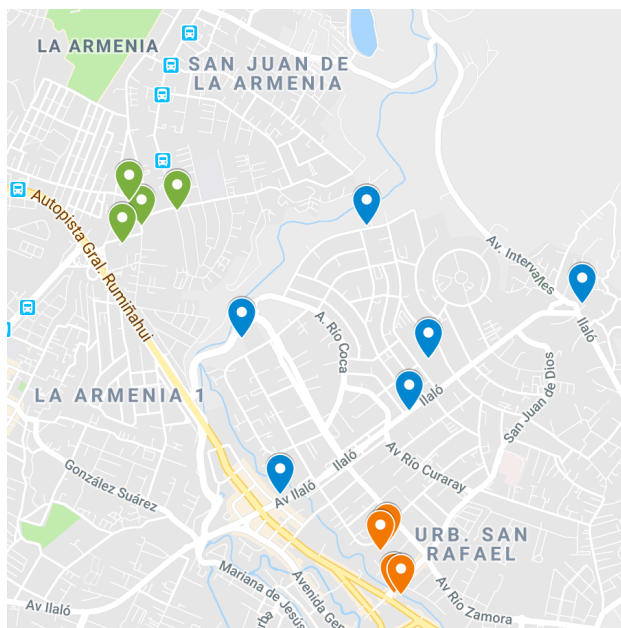 LA ARMENIA
SAN JUAN DE
LA ARMENIA
Autopista Gral. Rumiñahui
Av. Intervalles
Ilaló
A. Río Coca
LA ARMENIA 1
Ilaló
San Juan de Dios
Ilaló
Av Río Curaray
González Suárez
Av Ilaló
URB. SAN
RAFAEL
Mariana de Jesús
Avenida Gen
Av Río Zamora
Av Ilaló